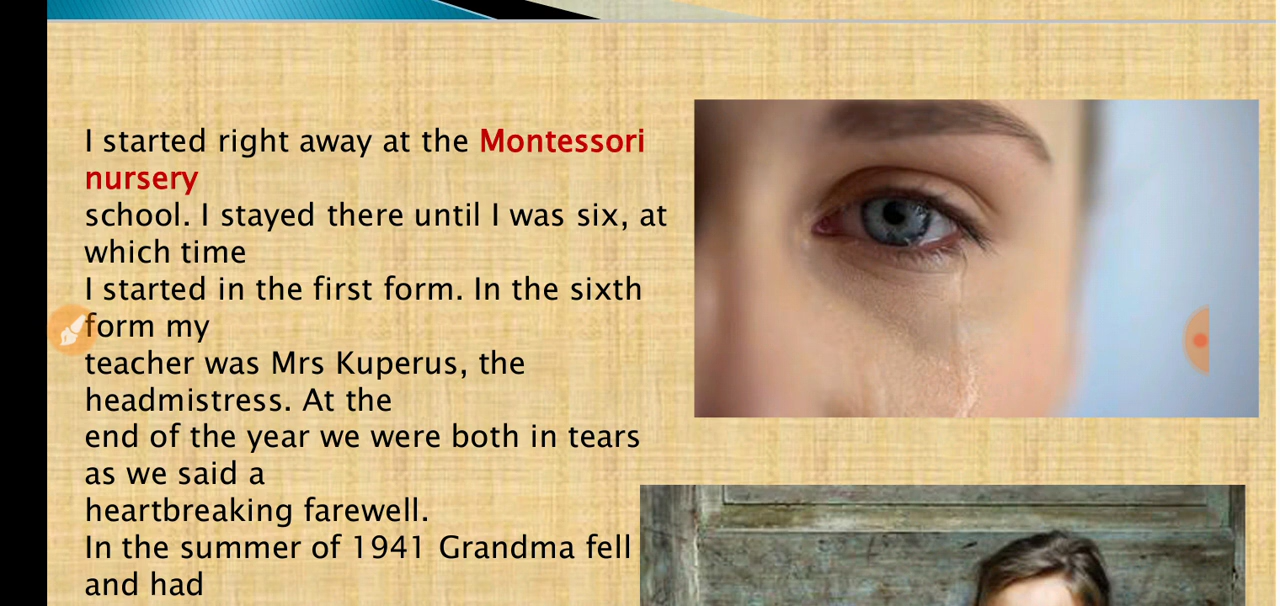 I started right away at the Montessori
nursery
school. I stayed there until I was six, at
which time
I started in the first form. In the sixth
form my
teacher was Mrs Kuperus, the
headmistress. At the
end of the year we were both in tears
as we said a
heartbreaking farewell.
In the summer of 1941 Grandma fell
and had